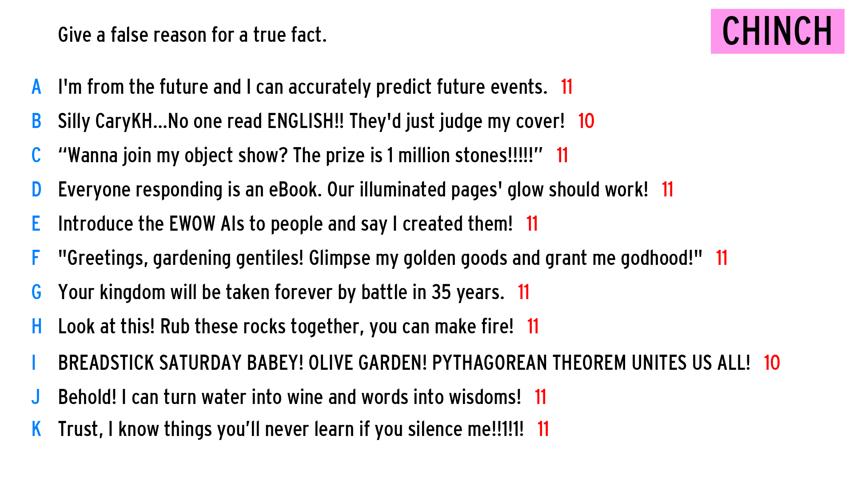 Give a false reason for a true fact.
CHINCH
A I'm from the future and I can accurately predict future events. 11
B Silly CaryKH...No one read ENGLISH!! They'd just judge my cover! 10
C “Wanna join my object show? The prize is 1 million stones!!!!!” 11
D Everyone responding is an eBook. Our illuminated pages' glow should work! 11
E Introduce the EWOW AIs to people and say I created them! 11
F "Greetings, gardening gentiles! Glimpse my golden goods and grant me godhood!" 11
G Your kingdom will be taken forever by battle in 35 years. 11
H Look at this! Rub these rocks together, you can make fire! 11
I BREADSTICK SATURDAY BABEY! OLIVE GARDEN! PYTHAGOREAN THEOREM UNITES US ALL! 10
J Behold! I can turn water into wine and words into wisdoms! 11
K Trust, I know things you’ll never learn if you silence me!!1!1! 11